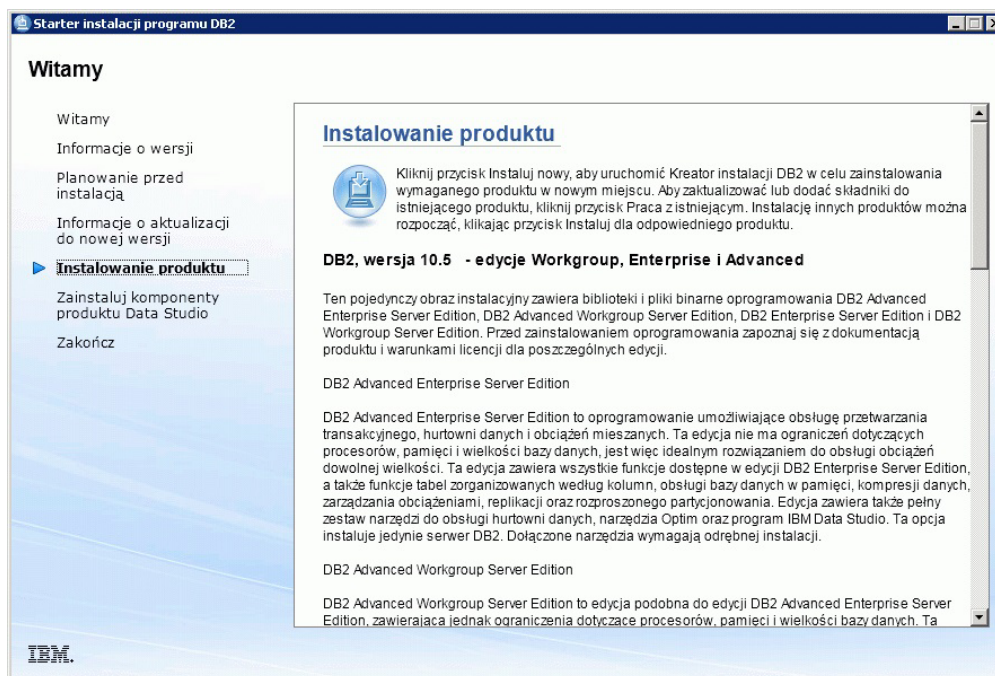 Starter instalacji programu DB2
Witamy
Witamy
Informacje o wersji
Planowanie przed
instalacją
Informacje o aktualizacji
do nowej wersji
Instalowanie produktu
Zainstaluj komponenty
produktu Data Studio
Zakończ
Instalowanie produktu
Kliknij przycisk Instaluj nowy, aby uruchomić Kreator instalacji DB2 w celu zainstalowania
wymaganego produktu w nowym miejscu. Aby zaktualizować lub dodać składniki do
istniejącego produktu, kliknij przycisk Praca z istniejącym. Instalację innych produktów można
rozpocząć, klikając przycisk Instaluj dla odpowiedniego produktu.
DB2, wersja 10.5 - edycje Workgroup, Enterprise i Advanced
Ten pojedynczy obraz instalacyjny zawiera biblioteki i pliki binarne oprogramowania DB2 Advanced
Enterprise Server Edition, DB2 Advanced Workgroup Server Edition, DB2 Enterprise Server Edition i DB2
Workgroup Server Edition. Przed zainstalowaniem oprogramowania zapoznaj się z dokumentacją
produktu i warunkami licencji dla poszczególnych edycji.
DB2 Advanced Enterprise Server Edition
DB2 Advanced Enterprise Server Edition to oprogramowanie umożliwiające obsługę przetwarzania
transakcyjnego, hurtowni danych i obciążeń mieszanych. Ta edycja nie ma ograniczeń dotyczących
procesorów, pamięci i wielkości bazy danych, jest więc idealnym rozwiązaniem do obsługi obciążeń
dowolnej wielkości. Ta edycja zawiera wszystkie funkcje dostępne w edycji DB2 Enterprise Server Edition,
a także funkcje tabel zorganizowanych według kolumn, obsługi bazy danych w pamięci, kompresji danych,
zarządzania obciążeniami, replikacji oraz rozproszonego partycjonowania. Edycja zawiera także pełny
zestaw narzędzi do obsługi hurtowni danych, narzędzia Optim oraz program IBM Data Studio. Ta opcja
instaluje jedynie serwer DB2. Dołączone narzędzia wymagają odrębnej instalacji.
DB2 Advanced Workgroup Server Edition
DB2 Advanced Workgroup Server Edition to edycja podobna do edycji DB2 Advanced Enterprise Server
Edition, zawierająca jednak ograniczenia dotyczące procesorów, pamięci i wielkości bazy danych. Ta
IBM.